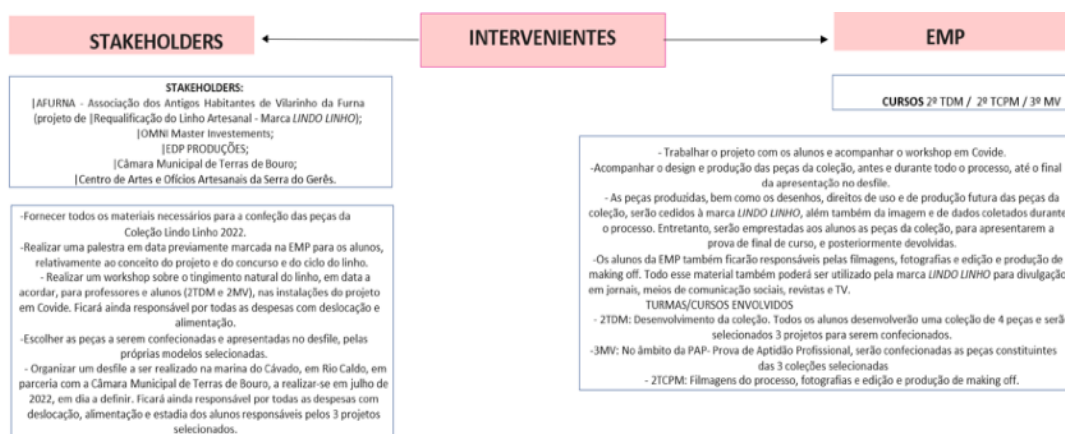 STAKEHOLDERS
INTERVENIENTES
EMP
STAKEHOLDERS:
|AFURNA - Associação dos Antigos Habitantes de Vilarinho da Furna
(projeto de |Requalificação do Linho Artesanal - Marca LINDO LINHO);
|OMNI Master Investements;
|EDP PRODUÇÕES;
|Câmara Municipal de Terras de Bouro;
|Centro de Artes e Ofícios Artesanais da Serra do Gerês.
-Fornecer todos os materiais necessários para a confeção das peças da
Coleção Lindo Linho 2022.
-Realizar uma palestra em data previamente marcada na EMP para os alunos,
relativamente ao conceito do projeto e do concurso e do ciclo do linho.
- Realizar um workshop sobre o tingimento natural do linho, em data a
acordar, para professores e alunos (2TDM e 2MV), nas instalações do projeto
em Covide. Ficará ainda responsável por todas as despesas com deslocação e
alimentação.
-Escolher as peças a serem confecionadas e apresentadas no desfile, pelas
próprias modelos selecionadas.
- Organizar um desfile a ser realizado na marina do Cávado, em Rio Caldo, em
parceria com a Câmara Municipal de Terras de Bouro, a realizar-se em julho de
2022, em dia a definir. Ficará ainda responsável por todas as despesas com
deslocação, alimentação e estadia dos alunos responsáveis pelos 3 projetos
selecionados.
CURSOS 2º TDM / 2º TCPM / 3º MV
- Trabalhar o projeto com os alunos e acompanhar o workshop em Covide.
-Acompanhar o design e produção das peças da coleção, antes e durante todo o processo, até o final
da apresentação no desfile.
- As peças produzidas, bem como os desenhos, direitos de uso e de produção futura das peças da
coleção, serão cedidos à marca LINDO LINHO, além também da imagem e de dados coletados durante
o processo. Entretanto, serão emprestadas aos alunos as peças da coleção, para apresentarem a
prova de final de curso, e posteriormente devolvidas.
-Os alunos da EMP também ficarão responsáveis pelas filmagens, fotografias e edição e produção de
making off. Todo esse material também poderá ser utilizado pela marca LINDO LINHO para divulgação
em jornais, meios de comunicação sociais, revistas e TV.
TURMAS/CURSOS ENVOLVIDOS
- 2TDM: Desenvolvimento da coleção. Todos os alunos desenvolverão uma coleção de 4 peças e serão
selecionados 3 projetos para serem confecionados.
-3MV: No âmbito da PAP- Prova de Aptidão Profissional, serão confecionadas as peças constituintes
das 3 coleções selecionadas
- 2TCPM: Filmagens do processo, fotografias e edição e produção de making off.